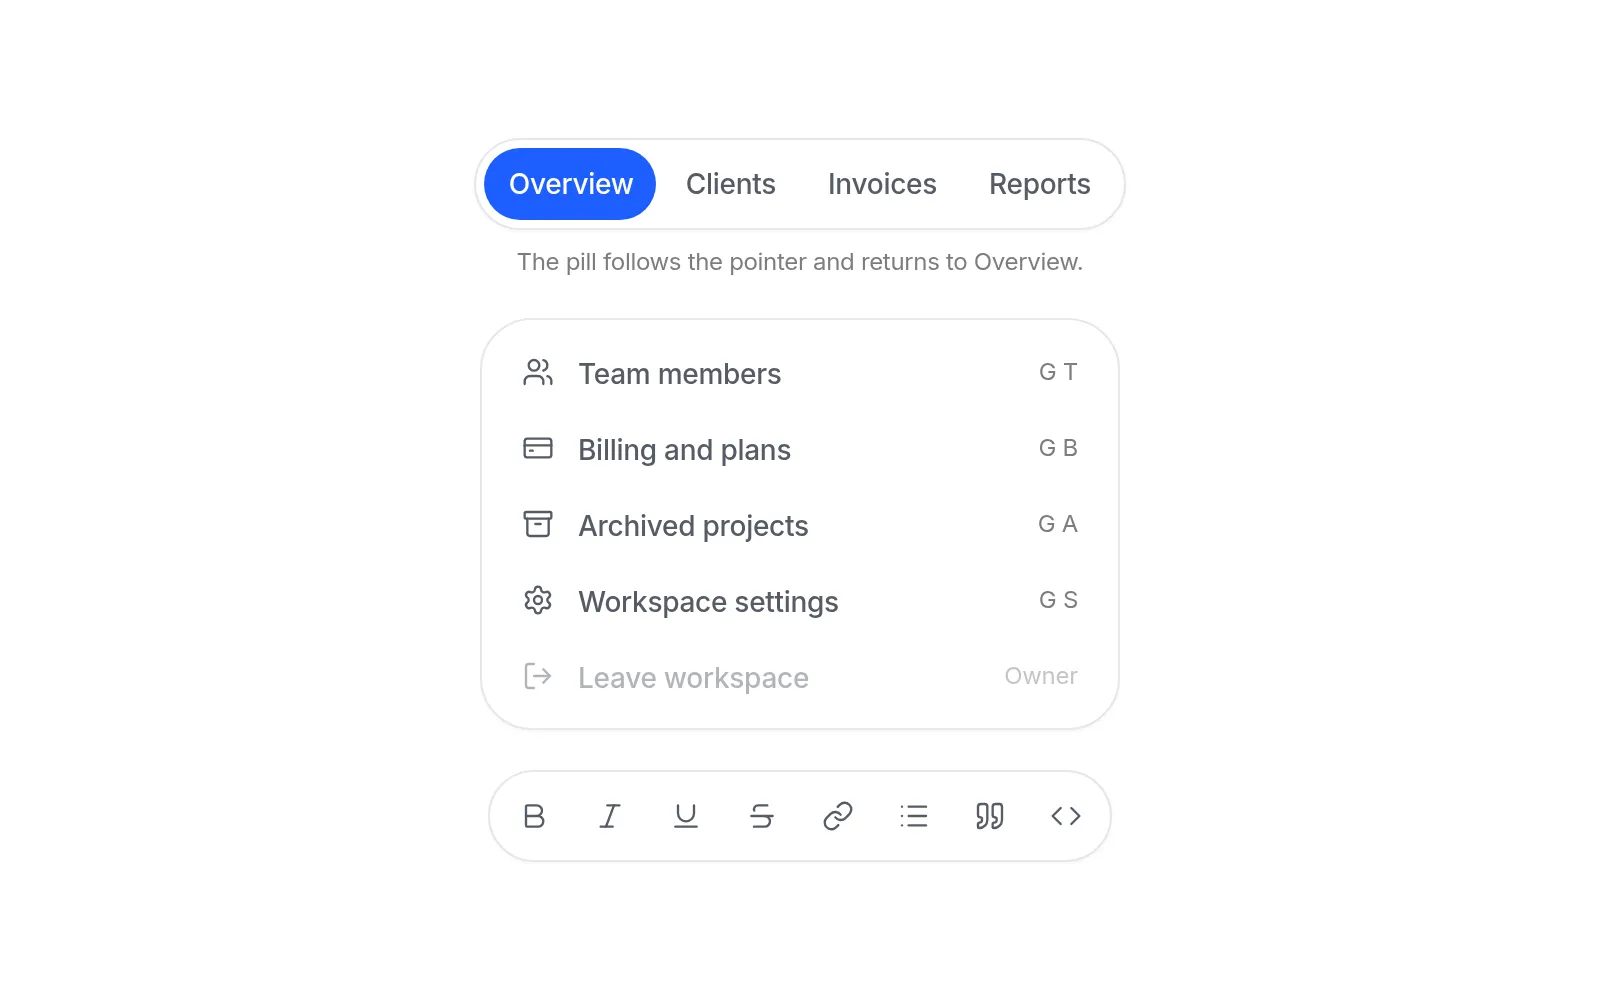 Overview Clients Invoices Reports
The pill follows the pointer and returns to Overview.
Team members G T
Billing and plans G B
Archived projects G A
Workspace settings G S
Leave workspace Owner